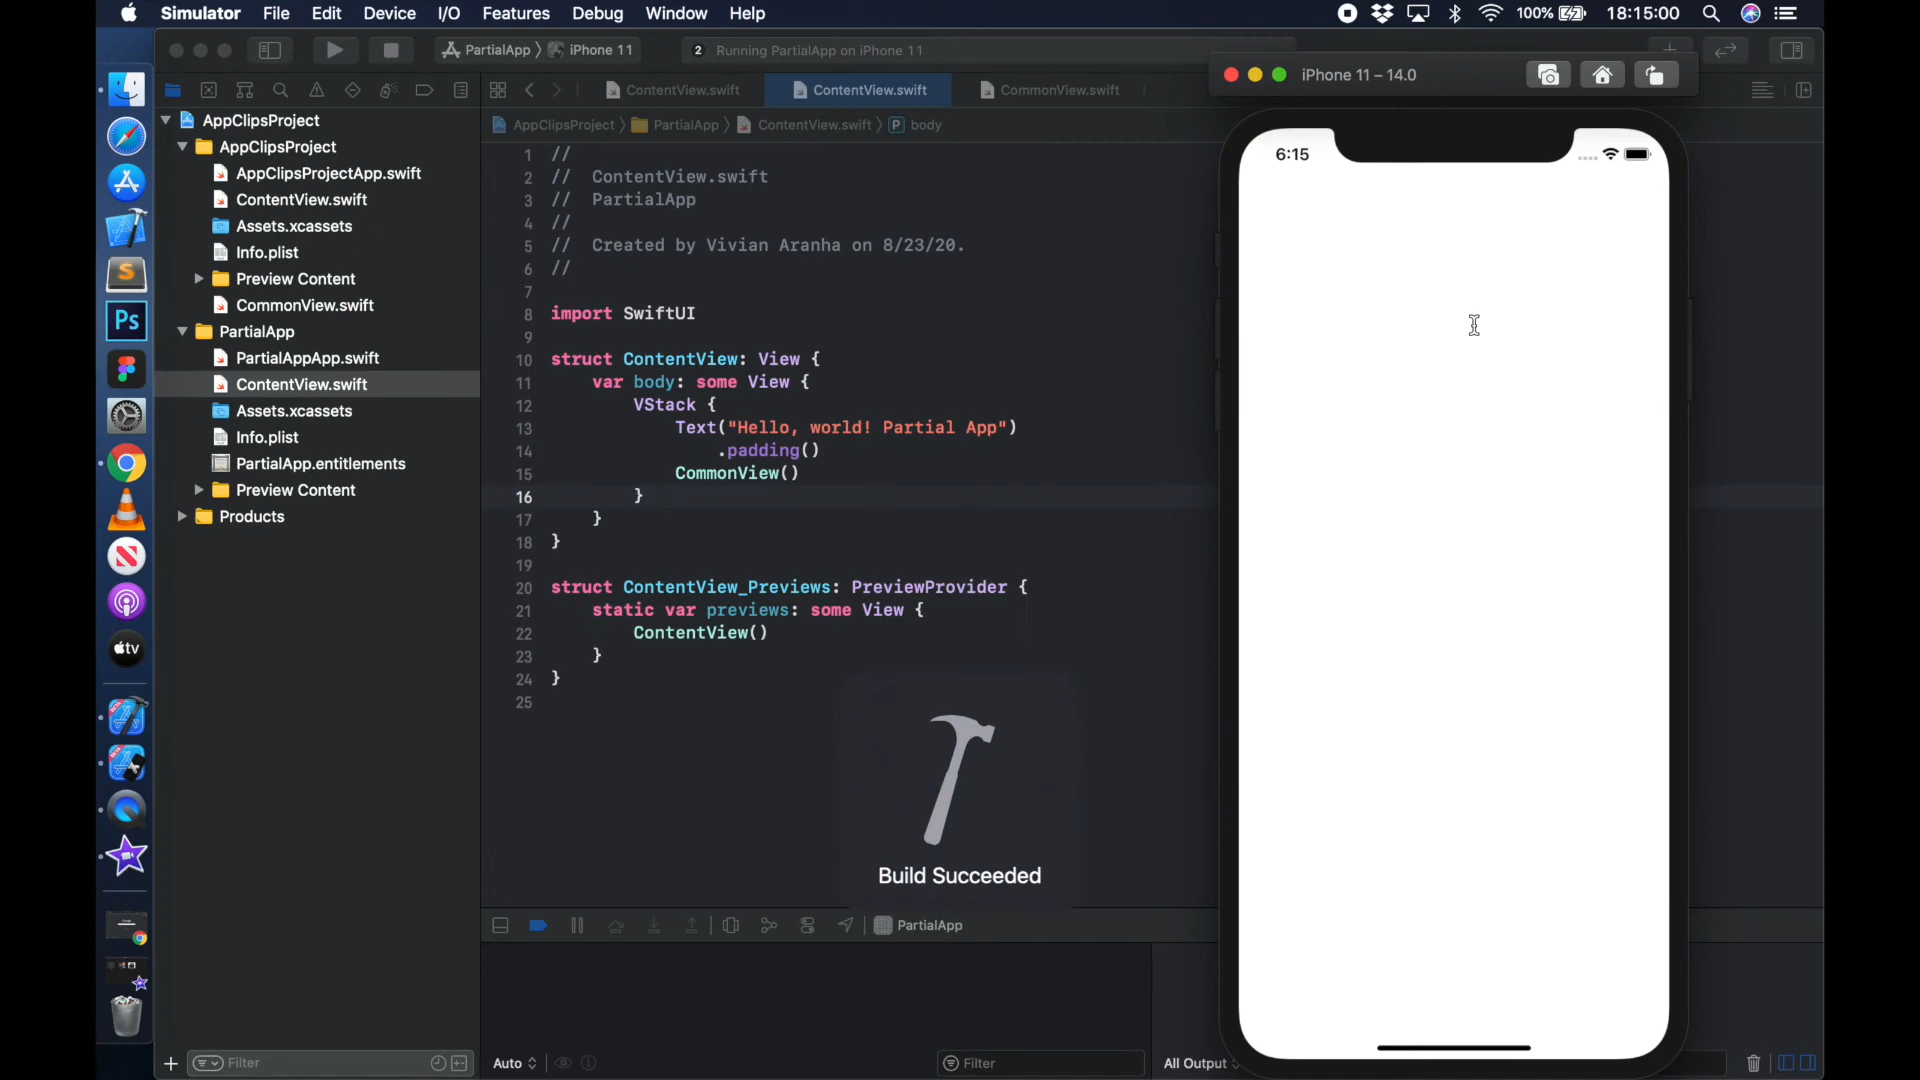 Simulator File Edit Device I/O Features Debug Window Help 100% 18:15:00
PartialApp 〉 iPhone 11 2 Running PartialApp on iPhone 11
iPhone 11 – 14.0
ContentView.swift ContentView.swift CommonView.swift
AppClipsProject 〉 PartialApp 〉 ContentView.swift 〉 P body
AppClipsProject
AppClipsProject
AppClipsProjectApp.swift
ContentView.swift
Assets.xcassets
Info.plist
Preview Content
CommonView.swift
PartialApp
PartialAppApp.swift
ContentView.swift
Assets.xcassets
Info.plist
PartialApp.entitlements
Preview Content
Products
S
Ps
tv
1 //
2 // ContentView.swift
3 // PartialApp
4 //
5 // Created by Vivian Aranha on 8/23/20.
6 //
7
8 import SwiftUI
9
10 struct ContentView: View {
11 var body: some View {
12 VStack {
13 Text("Hello, world! Partial App")
14 .padding()
15 CommonView()
16 }
17 }
18 }
19
20 struct ContentView_Previews: PreviewProvider {
21 static var previews: some View {
22 ContentView()
23 }
24 }
25
6:15
Build Succeeded
PartialApp
Filter
Auto
Filter
All Output